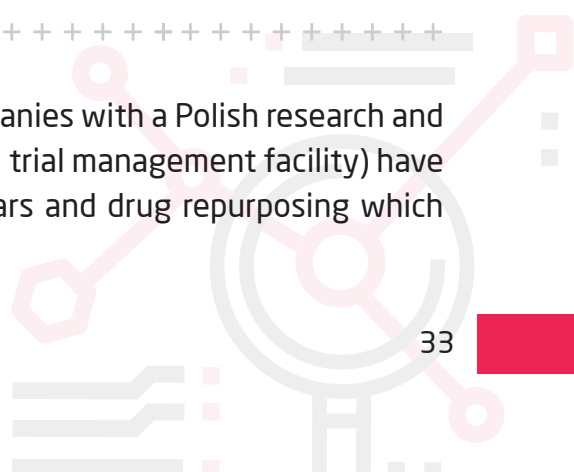 anies with a Polish research and
trial management facility) have
ars and drug repurposing which
33